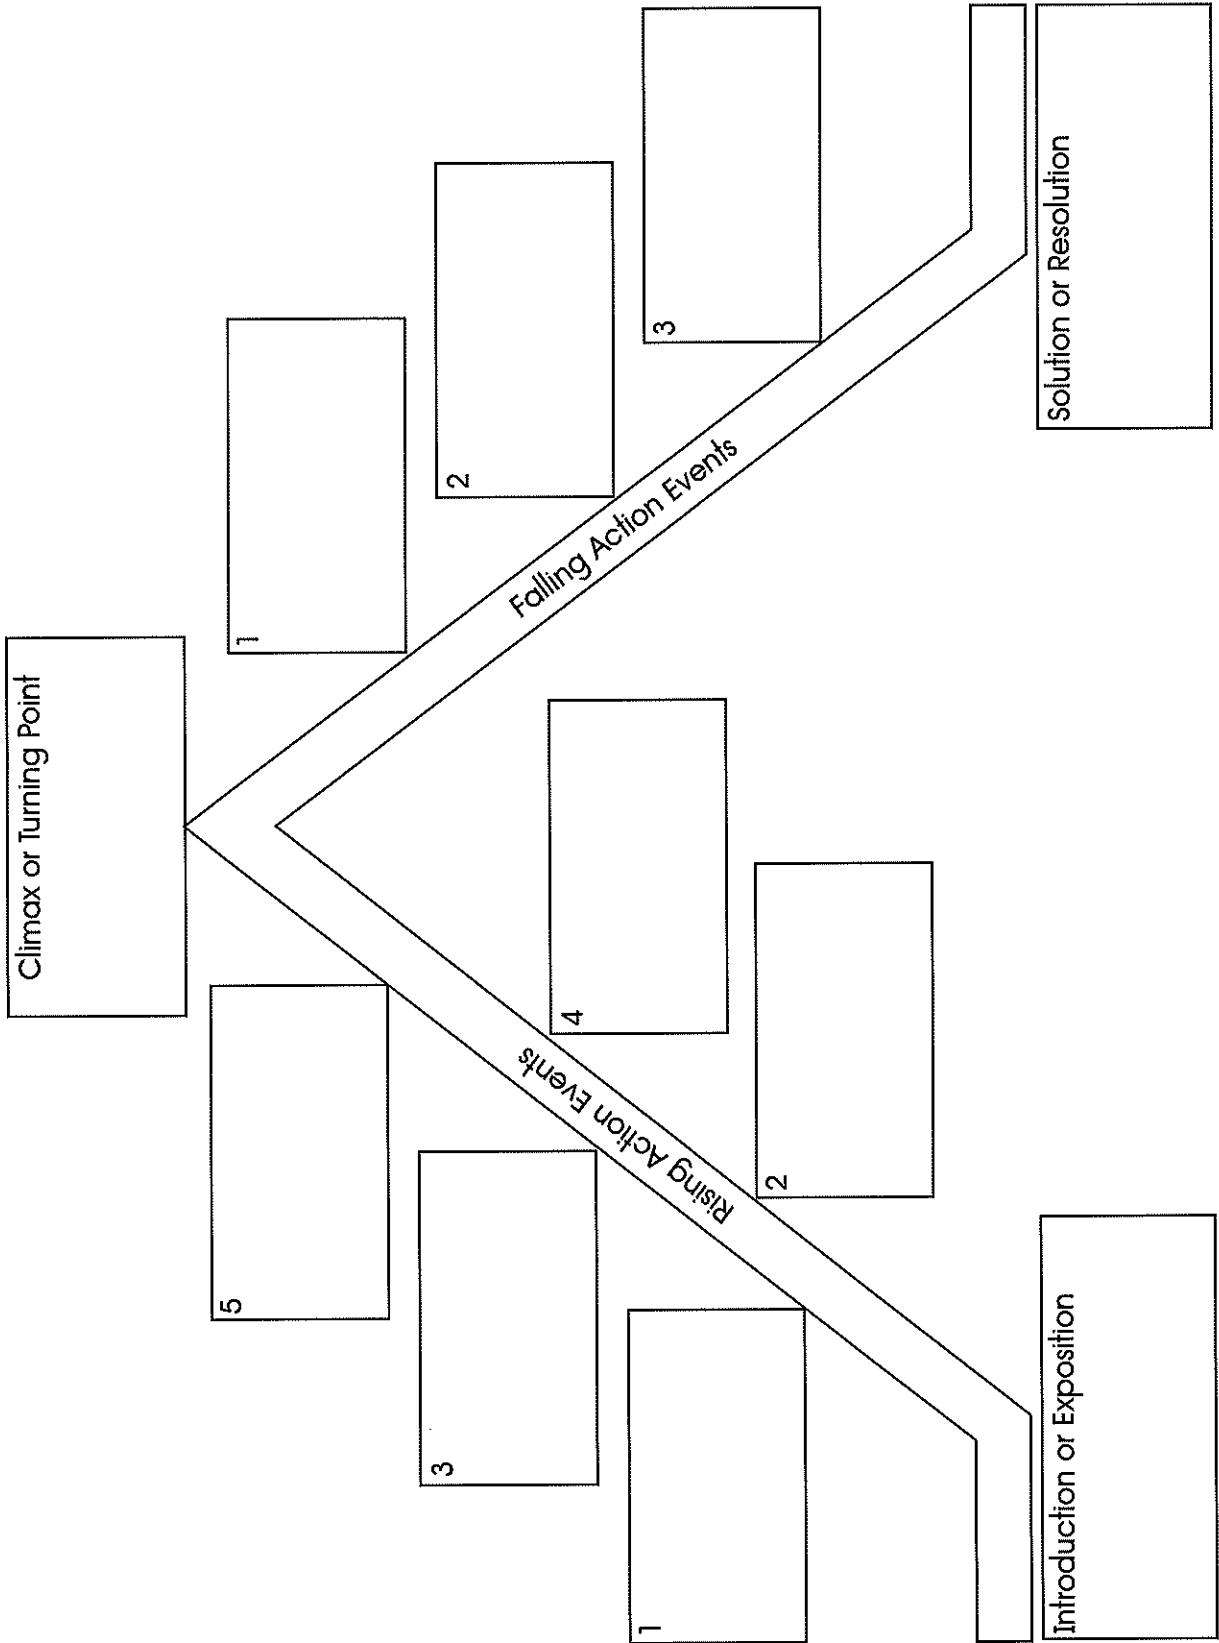 Climax or Turning Point
5
1
3
4
2
Rising Action Events
Falling Action Events
1
2
3
Introduction or Exposition
Solution or Resolution